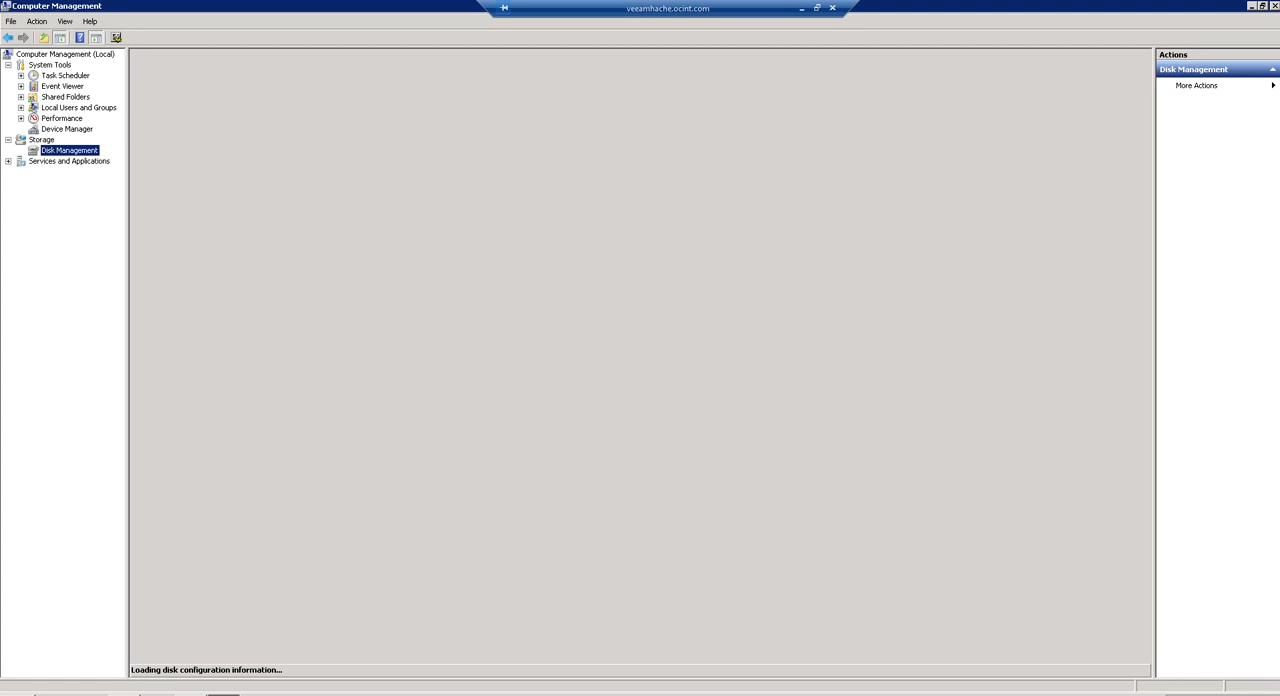 Computer Management
veeamhache.ocint.com
File Action View Help
Computer Management (Local)
System Tools
Task Scheduler
Event Viewer
Shared Folders
Local Users and Groups
Performance
Device Manager
Storage
Disk Management
Services and Applications
Loading disk configuration information...
Actions
Disk Management
More Actions